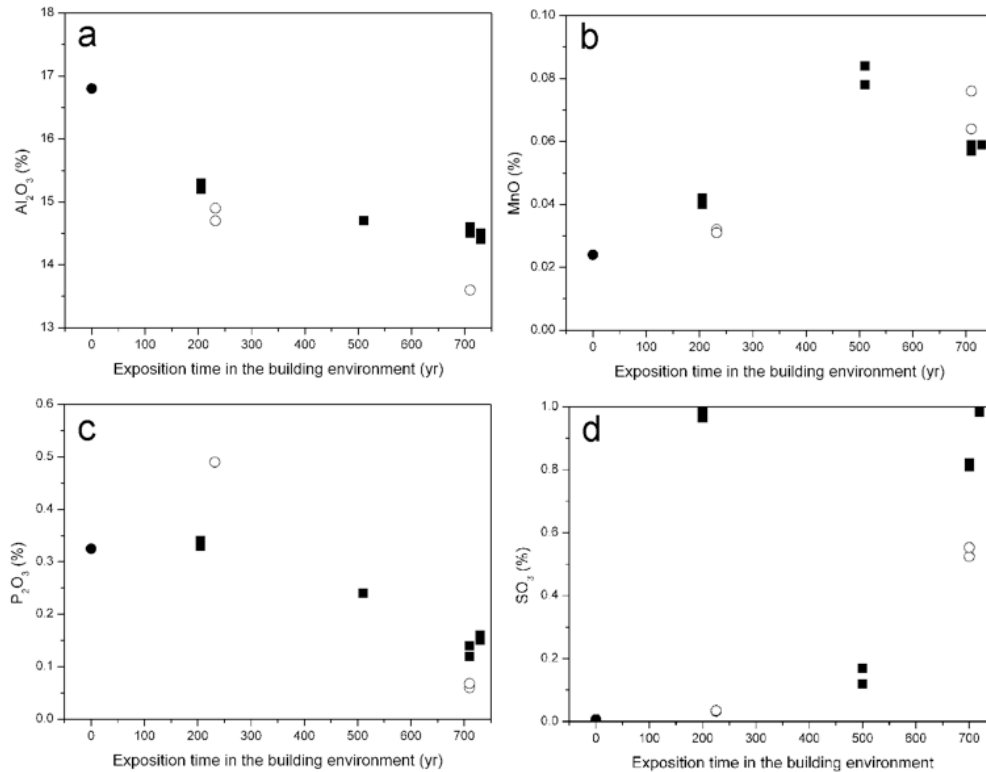 a
18
17
16
15
14
13
Al2O3 (%)
0 100 200 300 400 500 600 700
Exposition time in the building environment (yr)
b
0.10
0.08
0.06
0.04
0.02
0.00
MnO (%)
0 100 200 300 400 500 600 700
Exposition time in the building environment (yr)
c
0.6
0.5
0.4
0.3
0.2
0.1
0.0
P2O3 (%)
0 100 200 300 400 500 600 700
Exposition time in the building environment (yr)
d
1.0
0.8
0.6
0.4
0.2
0.0
SO3 (%)
0 100 200 300 400 500 600 700
Exposition time in the building environment